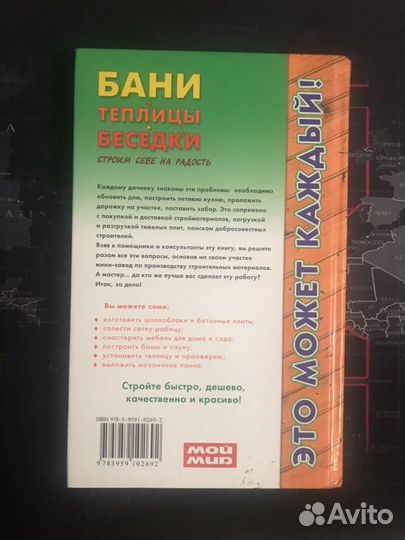 БАНИ
ТЕПЛИЦЫ
БЕСЕДКИ
СТРОИМ СЕБЕ НА РАДОСТЬ
Каждому дачнику знакомы эти проблемы: необходимо
обновить дом, построить летнюю кухню, проложить
дорожку на участке, поставить забор. Это сопряжено
с покупкой и доставкой стройматериалов, погрузкой
и разгрузкой тяжелых плит, поиском добросовестных
строителей.
Взяв в помощники и консультанты эту книгу, вы решите
разом все эти вопросы, основав на своем участке
мини-завод по производству строительных материалов.
А мастер... да кто же лучше вас сделает эту работу?
Итак, за дело!
Вы можете сами:
• изготовить шлакоблоки и бетонные плиты;
• сплести сетку-рабицу;
• смастерить мебель для дома и сада;
• построить баню и сауну;
• установить теплицу и оранжерею;
• выложить мозаичное панно.
Стройте быстро, дешево,
качественно и красиво!
ISBN 978-5-9591-0269-2
9 785959 102692
мой
мир
ЭТО МОЖЕТ КАЖДЫЙ!
Avito